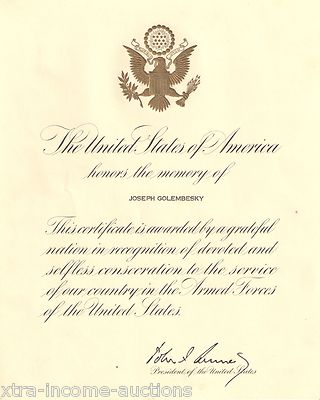 The United States of America
honors the memory of
JOSEPH GOLEMBESKY
This certificate is awarded by a grateful
nation in recognition of devoted and
selfless consecration to the service
of our country in the Armed Forces
of the United States.
John F. Kennedy
President of the United States
xtra-income-auctions